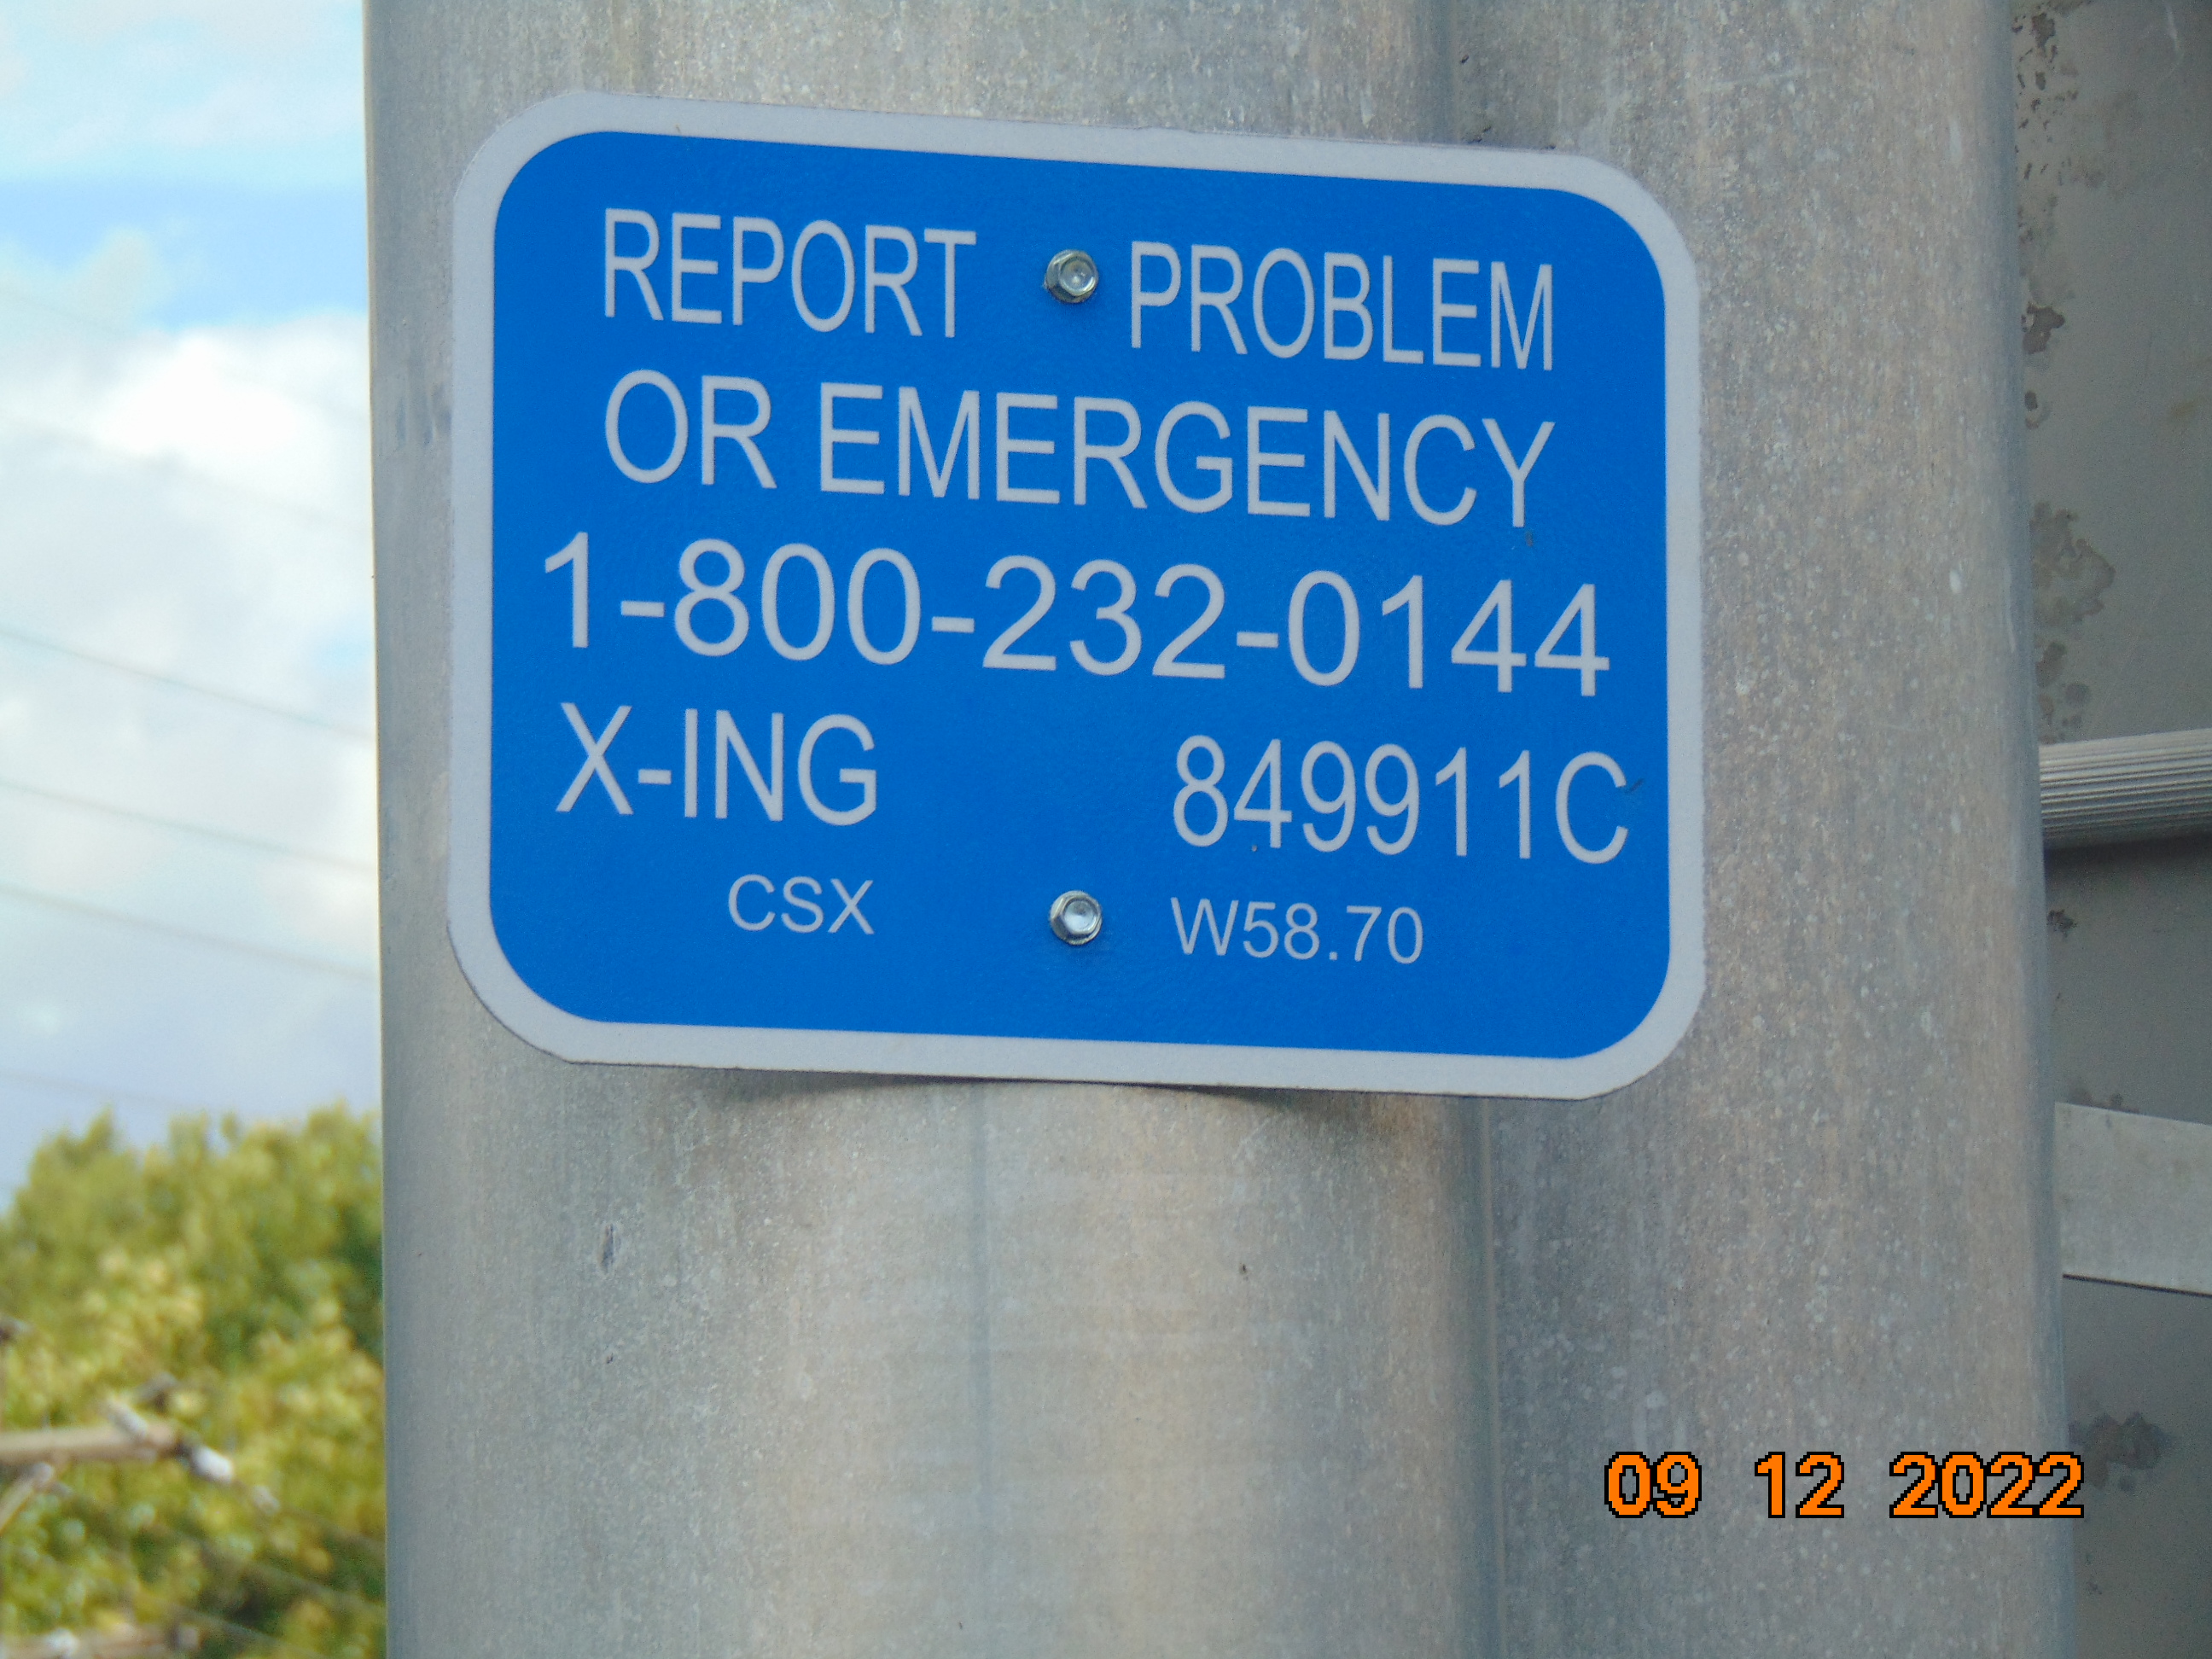 REPORT PROBLEM
OR EMERGENCY
1-800-232-0144
X-ING 849911C
CSX W58.70
09 12 2022